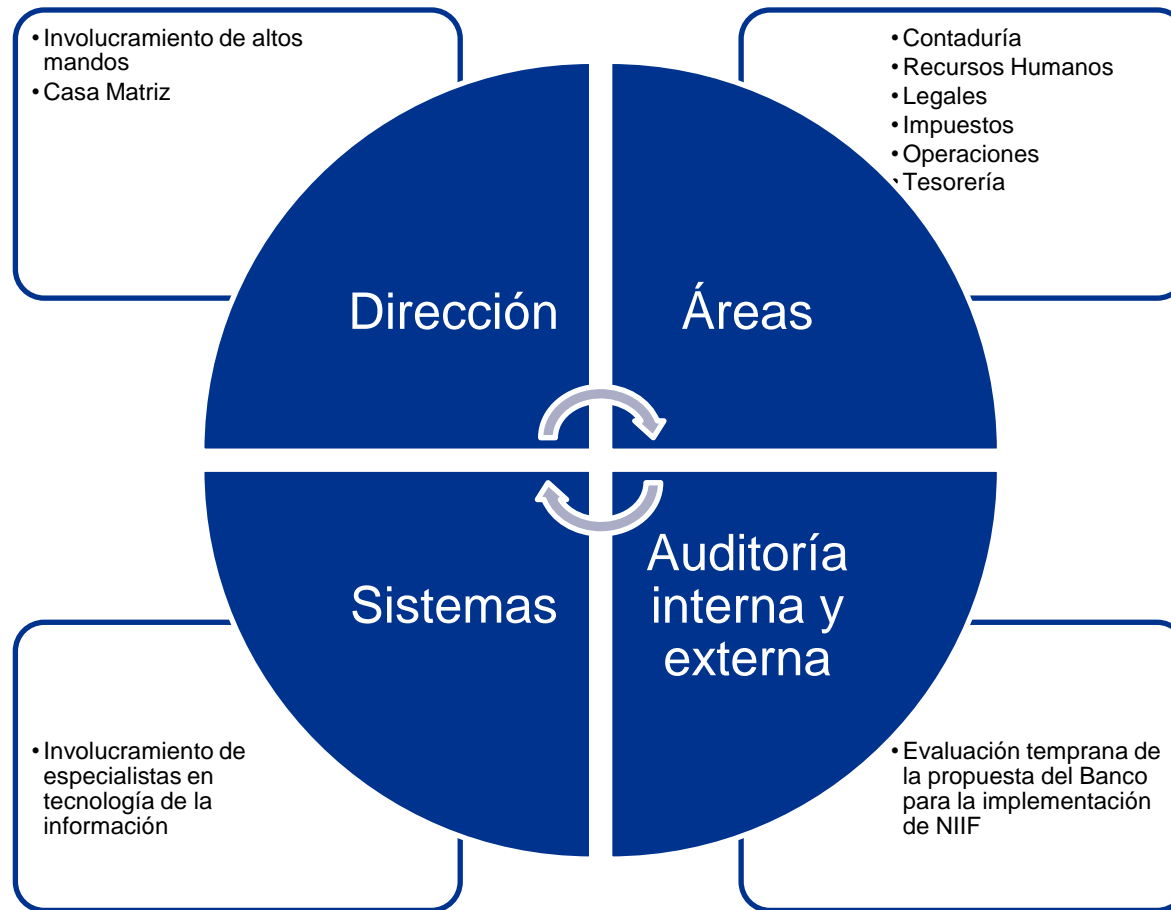 • Involucramiento de altos
mandos
• Casa Matriz
• Contaduría
• Recursos Humanos
• Legales
• Impuestos
• Operaciones
• Tesorería
Dirección
Áreas
Sistemas
Auditoría
interna y
externa
• Involucramiento de
especialistas en
tecnología de la
información
• Evaluación temprana de
la propuesta del Banco
para la implementación
de NIIF